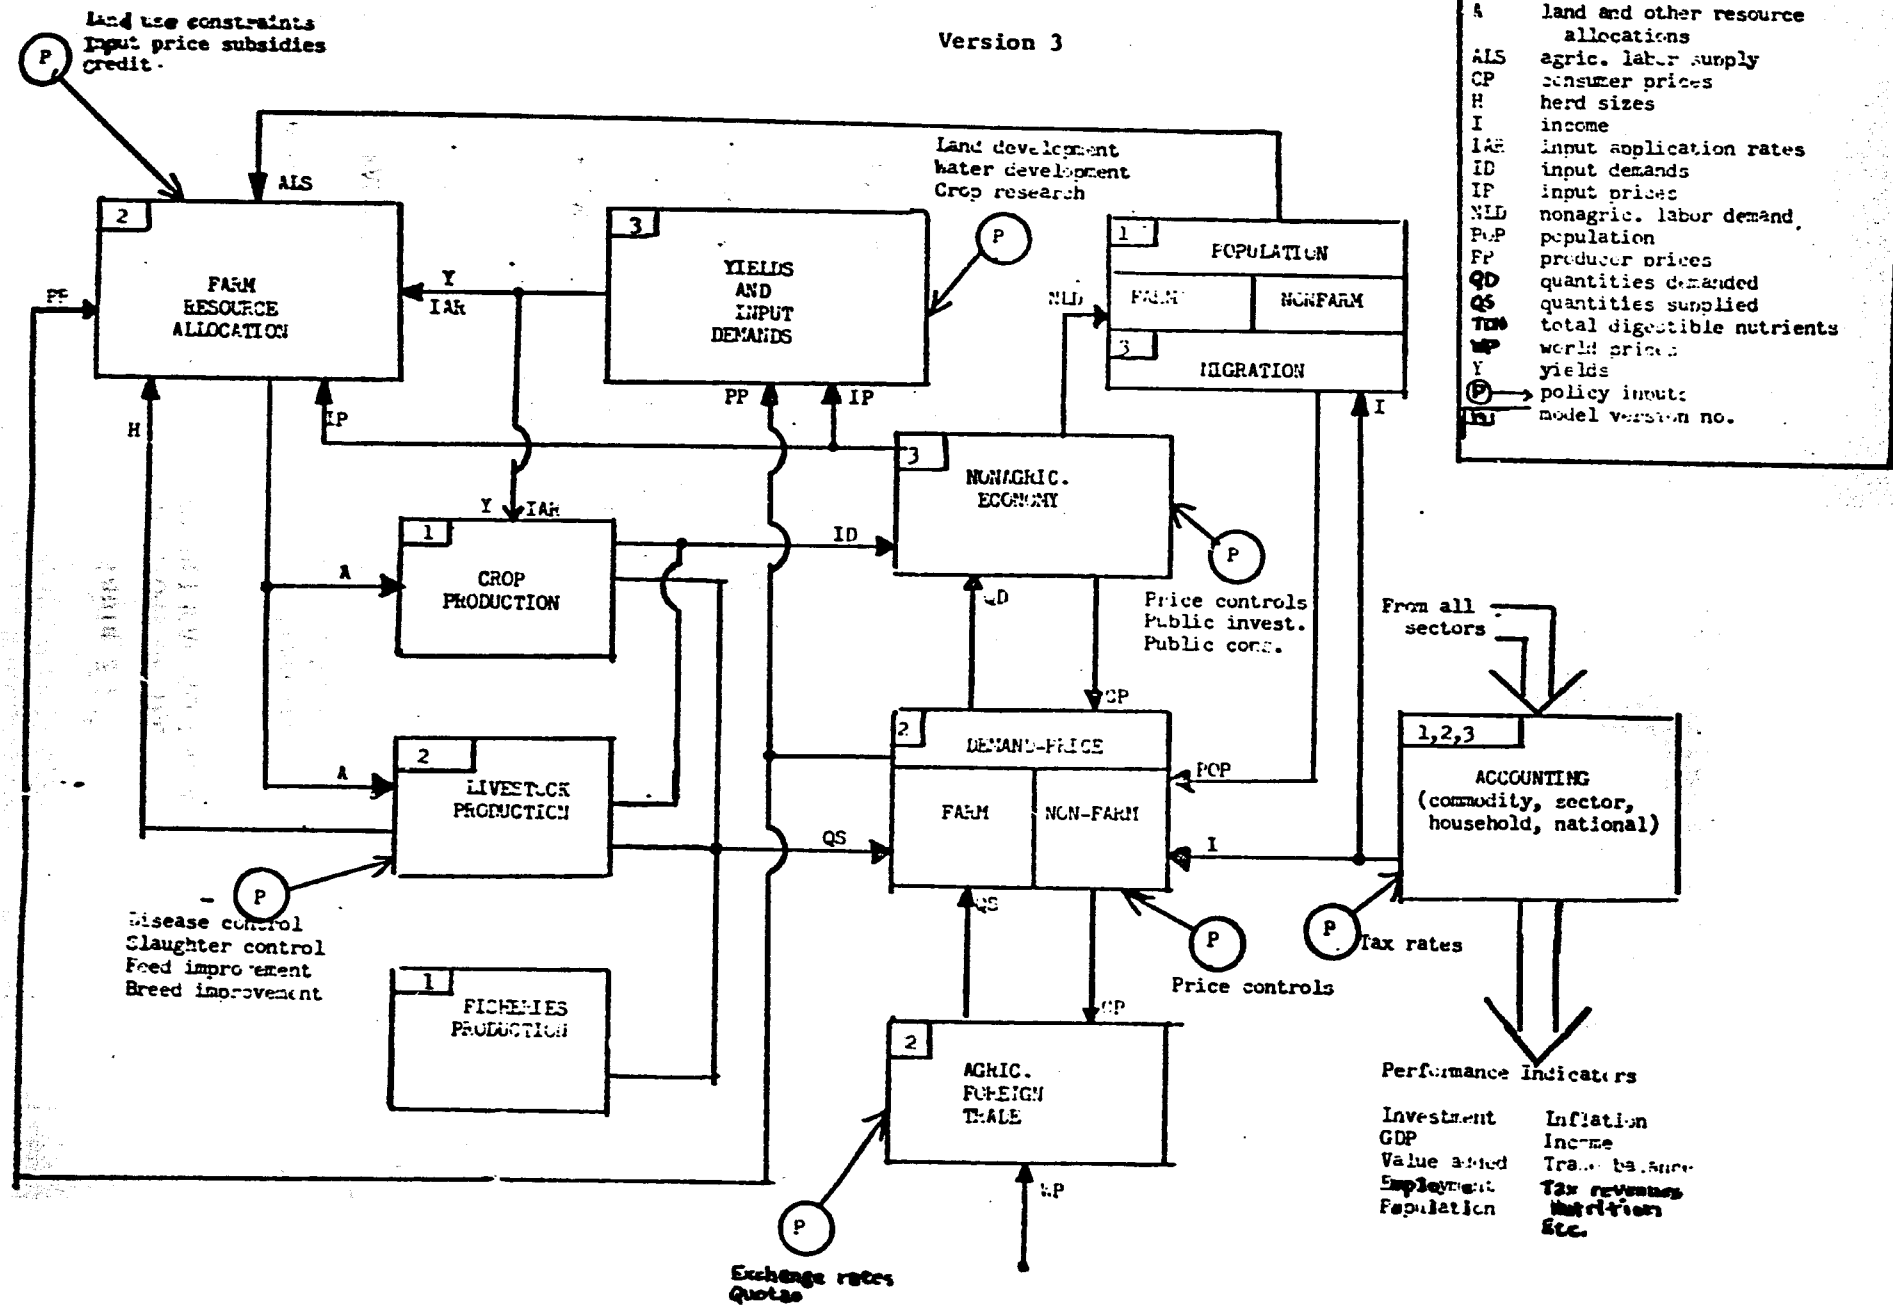 Version 3
Land use constraints
Input price subsidies
credit
P
A land and other resource
allocations
ALS agric. labor supply
CP consumer prices
H herd sizes
I income
IAR input application rates
ID input demands
IP input prices
NLD nonagric. labor demand
POP population
PP producer prices
QD quantities demanded
QS quantities supplied
TDN total digestible nutrients
WP world prices
Y yields
P policy inputs
model version no.
ALS
2
FARM
RESOURCE
ALLOCATION
PP
Y
IAR
3
YIELDS
AND
INPUT
DEMANDS
Land development
Water development
Crop research
P
1
POPULATION
FARM
NONFARM
3
MIGRATION
NLD
I
H
IP
PP
IP
3
NONAGRIC.
ECONOMY
P
Price controls
Public invest.
Public cons.
Y IAR
1
CROP
PRODUCTION
A
ID
QD
CP
2
LIVESTOCK
PRODUCTION
A
P
Disease control
Slaughter control
Feed improvement
Breed improvement
QS
2
DEMAND-PRICE
FARM
NON-FARM
POP
I
From all
sectors
1,2,3
ACCOUNTING
(commodity, sector,
household, national)
P
Tax rates
P
Price controls
1
FISHERIES
PRODUCTION
QS
2
AGRIC.
FOREIGN
TRADE
WP
P
Exchange rates
Quotas
Performance Indicators
Investment Inflation
GDP Income
Value added Trade balance
Employment Tax revenues
Population Nutrition
Etc.